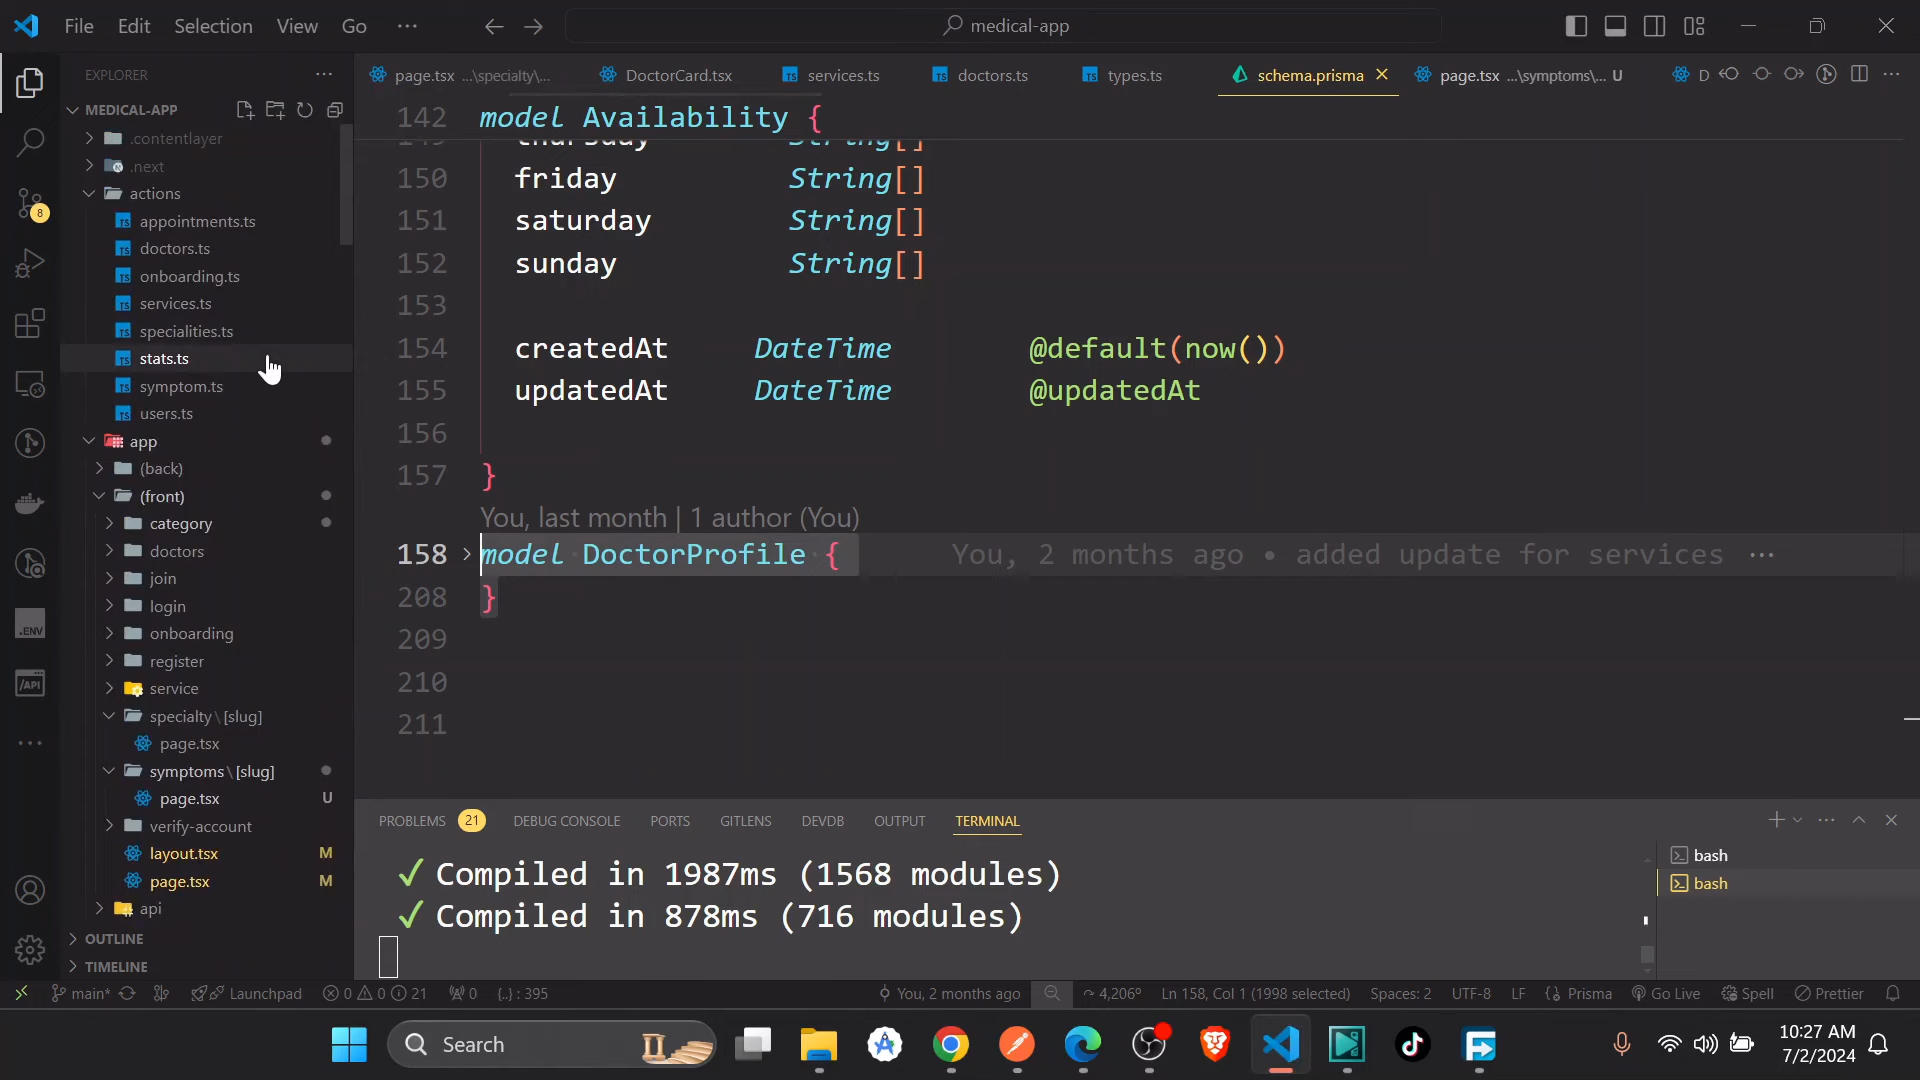 File Edit Selection View Go ··· medical-app
EXPLORER ···
page.tsx ...\specialty\... DoctorCard.tsx services.ts doctors.ts types.ts schema.prisma page.tsx ...\symptoms\... U D
MEDICAL-APP
.contentlayer
.next
actions
appointments.ts
doctors.ts
onboarding.ts
services.ts
specialities.ts
stats.ts
symptom.ts
users.ts
app
(back)
(front)
category
doctors
join
login
onboarding
register
service
specialty\[slug]
page.tsx
symptoms\[slug]
page.tsx U
verify-account
layout.tsx M
page.tsx M
api
OUTLINE
TIMELINE
142 model Availability {
149 thursday String[]
150 friday String[]
151 saturday String[]
152 sunday String[]
153
154 createdAt DateTime @default(now())
155 updatedAt DateTime @updatedAt
156
157 }
You, last month | 1 author (You)
158 model DoctorProfile { You, 2 months ago • added update for services ···
208 }
209
210
211
PROBLEMS 21 DEBUG CONSOLE PORTS GITLENS DEVDB OUTPUT TERMINAL
✓ Compiled in 1987ms (1568 modules)
✓ Compiled in 878ms (716 modules)
bash
bash
8
.ENV
/API
main* Launchpad 0 0 21 0 {..} : 395 You, 2 months ago 4,206º Ln 158, Col 1 (1998 selected) Spaces: 2 UTF-8 LF Prisma Go Live Spell Prettier
Search
10:27 AM
7/2/2024